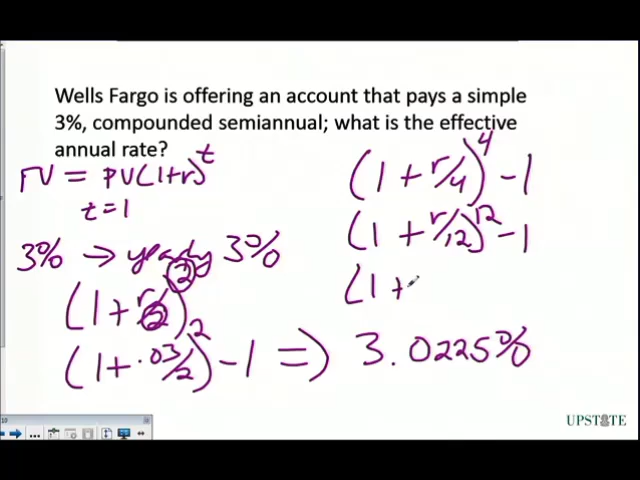 Wells Fargo is offering an account that pays a simple
3%, compounded semiannual; what is the effective
annual rate?
FV = PV(1+r)^t
t=1
3% → yearly 3%
(1+r/2)^2
(1+.03/2)^2 -1 ⇒ 3.0225%
(1+r/4)^4 -1
(1+r/12)^12 -1
(1+
10
UPSTATE